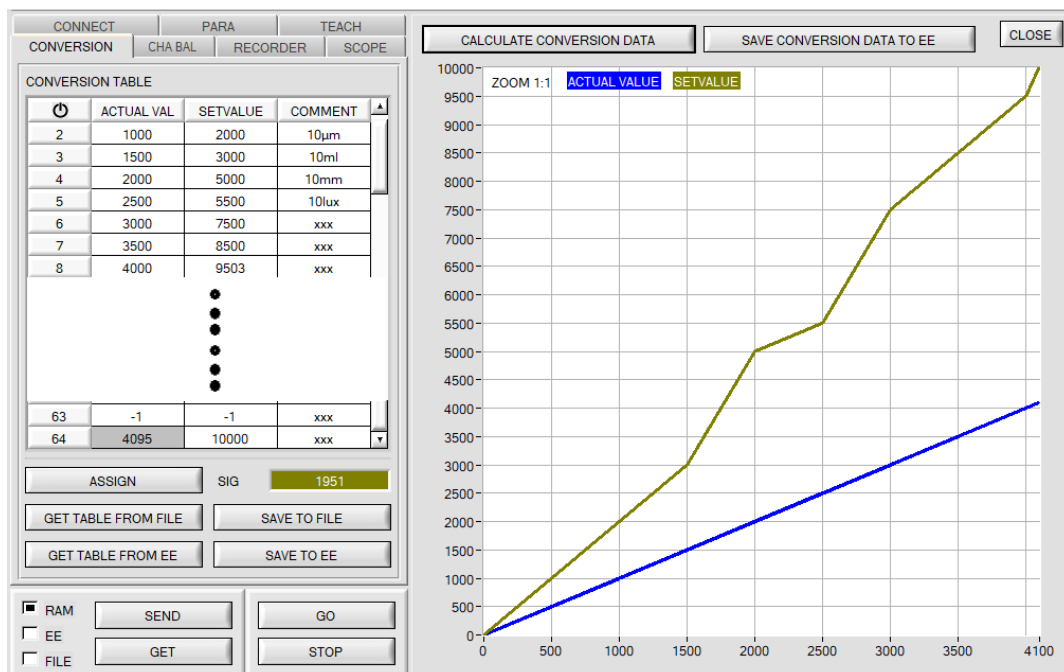 CONNECT PARA TEACH
CONVERSION CHA BAL RECORDER SCOPE
CONVERSION TABLE
ACTUAL VAL SETVALUE COMMENT
2 1000 2000 10µm
3 1500 3000 10ml
4 2000 5000 10mm
5 2500 5500 10lux
6 3000 7500 xxx
7 3500 8500 xxx
8 4000 9503 xxx
63 -1 -1 xxx
64 4095 10000 xxx
ASSIGN SIG 1951
GET TABLE FROM FILE SAVE TO FILE
GET TABLE FROM EE SAVE TO EE
RAM
EE
FILE
SEND GO
GET STOP
CALCULATE CONVERSION DATA SAVE CONVERSION DATA TO EE CLOSE
ZOOM 1:1 ACTUAL VALUE SETVALUE
10000
9500
9000
8500
8000
7500
7000
6500
6000
5500
5000
4500
4000
3500
3000
2500
2000
1500
1000
500
0
0 500 1000 1500 2000 2500 3000 3500 4100